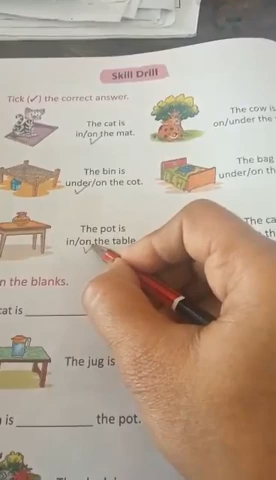 Skill Drill
Tick (✓) the correct answer.
The cat is
in/on the mat.
The cow is
on/under the
The bin is
under/on the cot.
The bag
under/on th
The pot is
in/on the table
The ca
th
n the blanks.
cat is ____________
The jug is
is ____________ the pot.